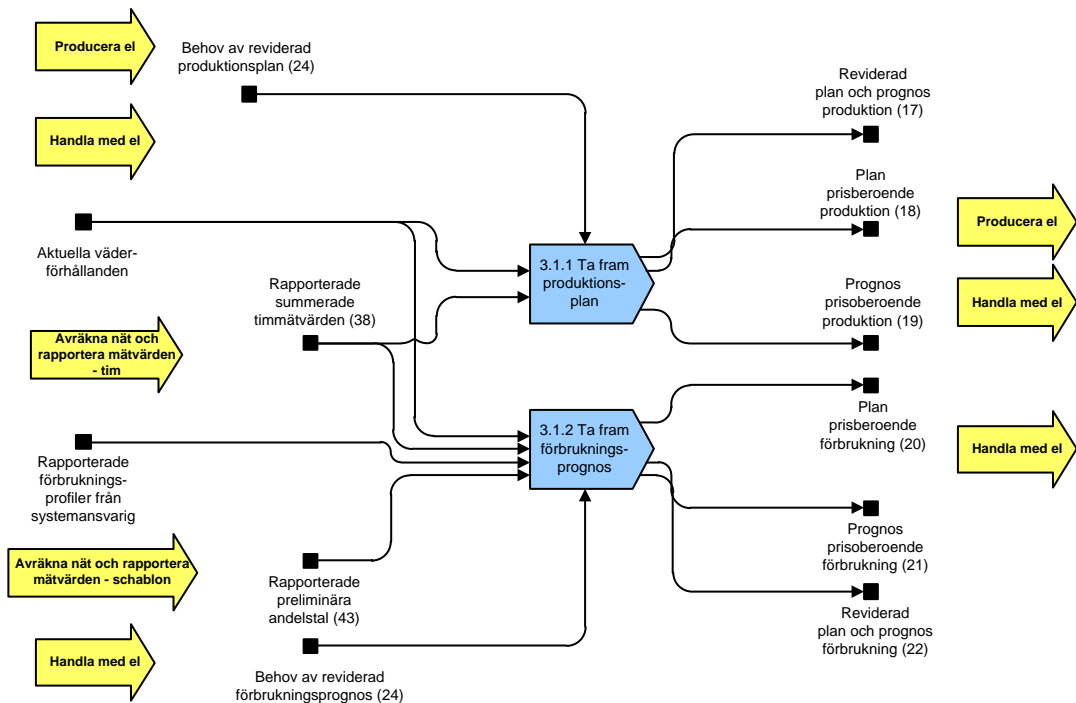 Producera el
Behov av reviderad
produktionsplan (24)
Handla med el
Aktuella väder-
förhållanden
Rapporterade
summerade
timmätvärden (38)
Avräkna nät och
rapportera mätvärden
- tim
Rapporterade
förbruknings-
profiler från
systemansvarig
Avräkna nät och rapportera
mätvärden - schablon
Rapporterade
preliminära
andelstal (43)
Handla med el
Behov av reviderad
förbrukningsprognos (24)
3.1.1 Ta fram
produktions-
plan
3.1.2 Ta fram
förbruknings-
prognos
Reviderad
plan och prognos
produktion (17)
Plan
prisberoende
produktion (18)
Prognos
prisoberoende
produktion (19)
Plan
prisberoende
förbrukning (20)
Prognos
prisoberoende
förbrukning (21)
Reviderad
plan och prognos
förbrukning (22)
Producera el
Handla med el
Handla med el